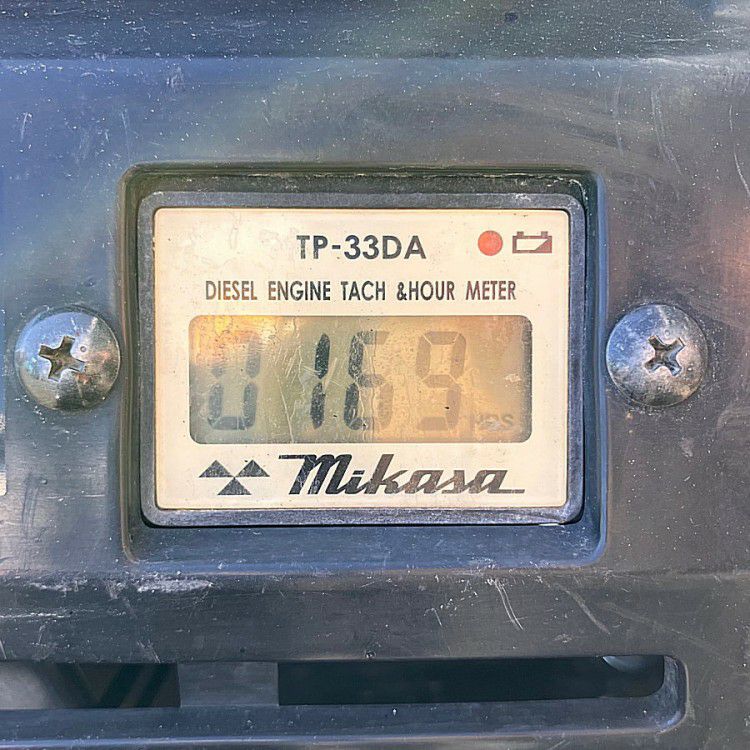 TP-33DA
DIESEL ENGINE TACH &HOUR METER
0169
HRS
Mikasa